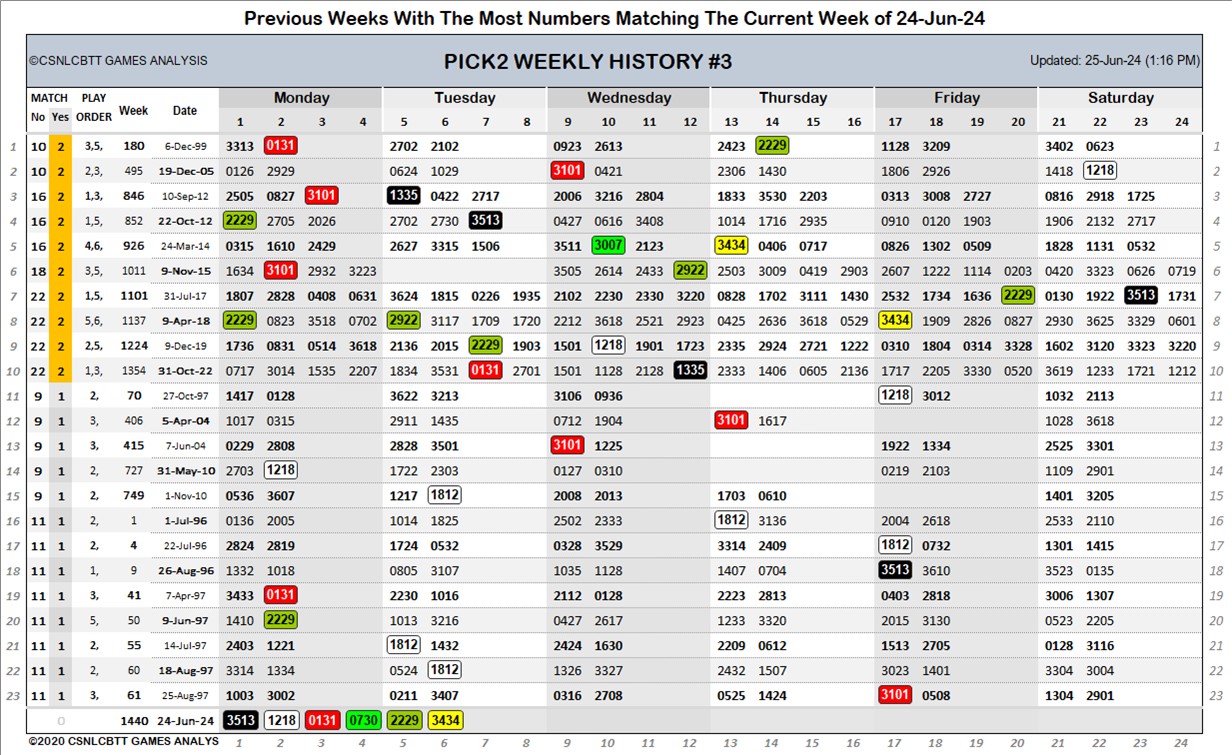 Previous Weeks With The Most Numbers Matching The Current Week of 24-Jun-24
©CSNLCBTT GAMES ANALYSIS PICK2 WEEKLY HISTORY #3 Updated: 25-Jun-24 (1:16 PM)
MATCH PLAY Week Date Monday Tuesday Wednesday Thursday Friday Saturday
No Yes ORDER 1 2 3 4 5 6 7 8 9 10 11 12 13 14 15 16 17 18 19 20 21 22 23 24
1 10 2 3,5, 180 6-Dec-99 3313 0131 2702 2102 0923 2613 2423 2229 1128 3209 3402 0623 1
2 10 2 2,3, 495 19-Dec-05 0126 2929 0624 1029 3101 0421 2306 1430 1806 2926 1418 1218 2
3 16 2 1,3, 846 10-Sep-12 2505 0827 3101 1335 0422 2717 2006 3216 2804 1833 3530 2203 0313 3008 2727 0816 2918 1725 3
4 16 2 1,5, 852 22-Oct-12 2229 2705 2026 2702 2730 3513 0427 0616 3408 1014 1716 2935 0910 0120 1903 1906 2132 2717 4
5 16 2 4,6, 926 24-Mar-14 0315 1610 2429 2627 3315 1506 3511 3007 2123 3434 0406 0717 0826 1302 0509 1828 1131 0532 5
6 18 2 3,5, 1011 9-Nov-15 1634 3101 2932 3223 3505 2614 2433 2922 2503 3009 0419 2903 2607 1222 1114 0203 0420 3323 0626 0719 6
7 22 2 1,5, 1101 31-Jul-17 1807 2828 0408 0631 3624 1815 0226 1935 2102 2230 2330 3220 0828 1702 3111 1430 2532 1734 1636 2229 0130 1922 3513 1731 7
8 22 2 5,6, 1137 9-Apr-18 2229 0823 3518 0702 2922 3117 1709 1720 2212 3618 2521 2923 0425 2636 3618 0529 3434 1909 2826 0827 2930 3625 3329 0601 8
9 22 2 2,5, 1224 9-Dec-19 1736 0831 0514 3618 2136 2015 2229 1903 1501 1218 1901 1723 2335 2924 2721 1222 0310 1804 0314 3328 1602 3120 3323 3220 9
10 22 2 1,3, 1354 31-Oct-22 0717 3014 1535 2207 1834 3531 0131 2701 1501 1128 2128 1335 2333 1406 0605 2136 1717 2205 3330 0520 3619 1233 1721 1212 10
11 9 1 2, 70 27-Oct-97 1417 0128 3622 3213 3106 0936 1218 3012 1032 2113 11
12 9 1 3, 406 5-Apr-04 1017 0315 2911 1435 0712 1904 3101 1617 1028 3618 12
13 9 1 3, 415 7-Jun-04 0229 2808 2828 3501 3101 1225 1922 1334 2525 3301 13
14 9 1 2, 727 31-May-10 2703 1218 1722 2303 0127 0310 0219 2103 1109 2901 14
15 9 1 2, 749 1-Nov-10 0536 3607 1217 1812 2008 2013 1703 0610 1401 3205 15
16 11 1 2, 1 1-Jul-96 0136 2005 1014 1825 2502 2333 1812 3136 2004 2618 2533 2110 16
17 11 1 2, 4 22-Jul-96 2824 2819 1724 0532 0328 3529 3314 2409 1812 0732 1301 1415 17
18 11 1 1, 9 26-Aug-96 1332 1018 0805 3107 1035 1128 1407 0704 3513 3610 3523 0135 18
19 11 1 3, 41 7-Apr-97 3433 0131 2230 1016 2112 0128 2223 2813 0403 2818 3006 1307 19
20 11 1 5, 50 9-Jun-97 1410 2229 1013 3216 0427 2617 1233 3320 2015 3130 0523 2205 20
21 11 1 2, 55 14-Jul-97 2403 1221 1812 1432 2424 1630 2209 0612 1513 2705 0128 3116 21
22 11 1 2, 60 18-Aug-97 3314 1334 0524 1812 1326 3327 2432 1507 3023 1401 3304 3004 22
23 11 1 3, 61 25-Aug-97 1003 3002 0211 3407 0316 2708 0525 1424 3101 0508 1304 2901 23
0 1440 24-Jun-24 3513 1218 0131 0730 2229 3434
©2020 CSNLCBTT GAMES ANALYS 1 2 3 4 5 6 7 8 9 10 11 12 13 14 15 16 17 18 19 20 21 22 23 24